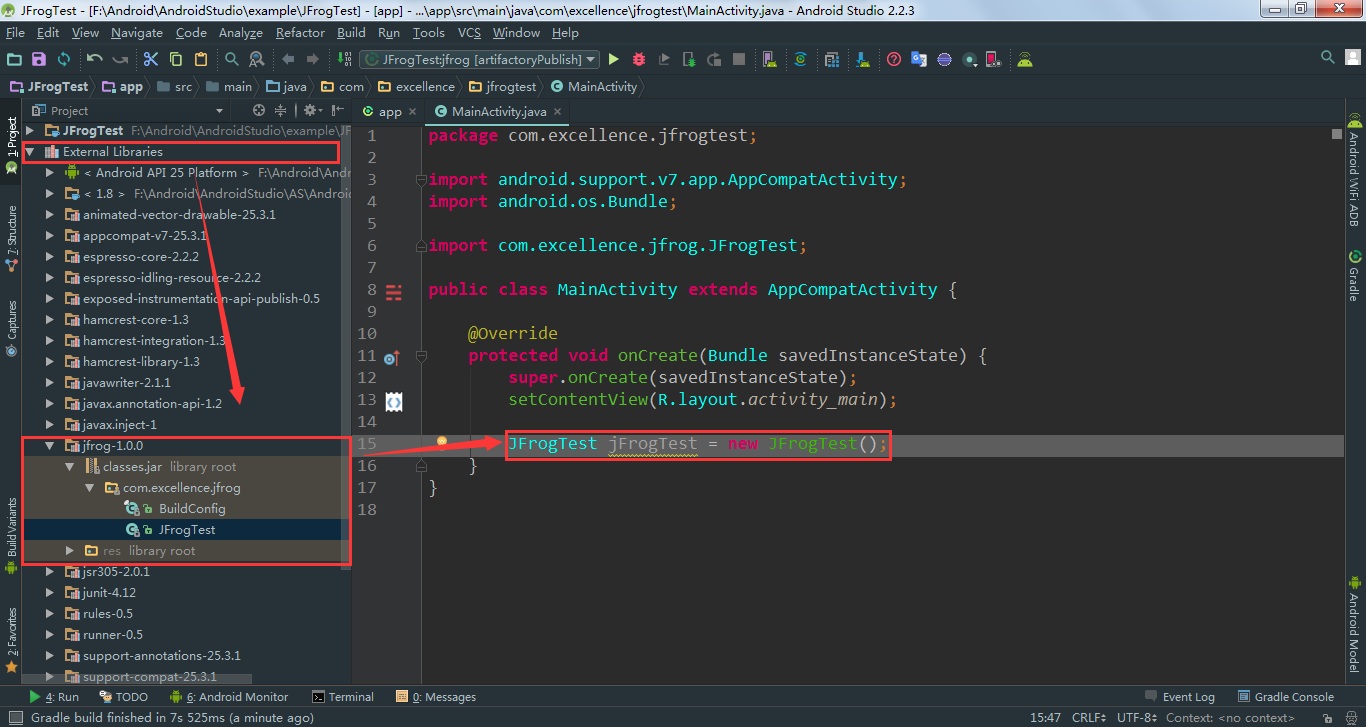 JFrogTest - [F:\Android\AndroidStudio\example\JFrogTest] - [app] - ...\app\src\main\java\com\excellence\jfrogtest\MainActivity.java - Android Studio 2.2.3
File Edit View Navigate Code Analyze Refactor Build Run Tools VCS Window Help
JFrogTest:jfrog [artifactoryPublish]
JFrogTest app src main java com excellence jfrogtest MainActivity
Project
app
MainActivity.java
1: Project
7: Structure
Captures
Build Variants
2: Favorites
JFrogTest F:\Android\AndroidStudio\example\JF
External Libraries
< Android API 25 Platform > F:\Android\Andr
< 1.8 > F:\Android\AndroidStudio\AS\Androi
animated-vector-drawable-25.3.1
appcompat-v7-25.3.1
espresso-core-2.2.2
espresso-idling-resource-2.2.2
exposed-instrumentation-api-publish-0.5
hamcrest-core-1.3
hamcrest-integration-1.3
hamcrest-library-1.3
javawriter-2.1.1
javax.annotation-api-1.2
javax.inject-1
jfrog-1.0.0
classes.jar library root
com.excellence.jfrog
BuildConfig
JFrogTest
res library root
jsr305-2.0.1
junit-4.12
rules-0.5
runner-0.5
support-annotations-25.3.1
support-compat-25.3.1
1 package com.excellence.jfrogtest;
2
3 import android.support.v7.app.AppCompatActivity;
4 import android.os.Bundle;
5
6 import com.excellence.jfrog.JFrogTest;
7
8 public class MainActivity extends AppCompatActivity {
9
10 @Override
11 protected void onCreate(Bundle savedInstanceState) {
12 super.onCreate(savedInstanceState);
13 setContentView(R.layout.activity_main);
14
15 JFrogTest jFrogTest = new JFrogTest();
16 }
17 }
18
Android WiFi ADB
Gradle
Android Model
4: Run TODO 6: Android Monitor Terminal 0: Messages Event Log Gradle Console
Gradle build finished in 7s 525ms (a minute ago) 15:47 CRLF UTF-8 Context: <no context>